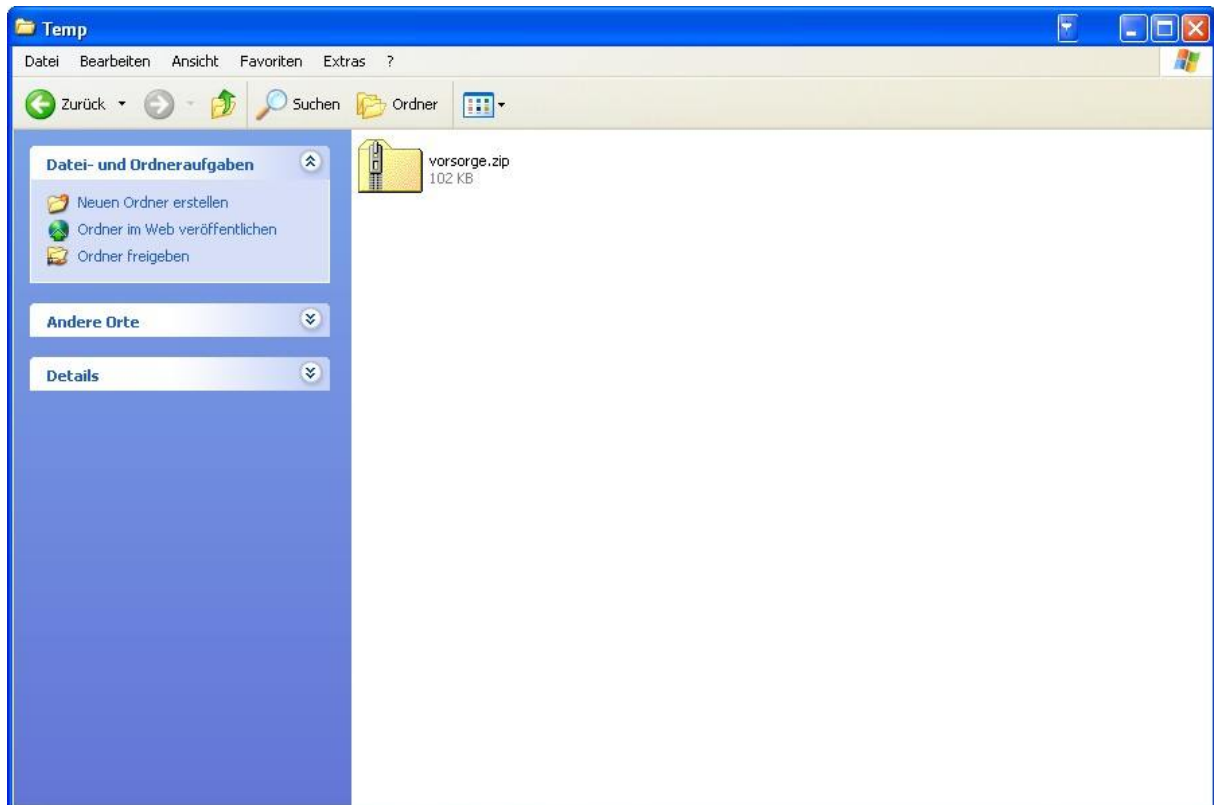 Temp
Datei Bearbeiten Ansicht Favoriten Extras ?
Zurück Suchen Ordner
Datei- und Ordneraufgaben
Neuen Ordner erstellen
Ordner im Web veröffentlichen
Ordner freigeben
Andere Orte
Details
vorsorge.zip
102 KB